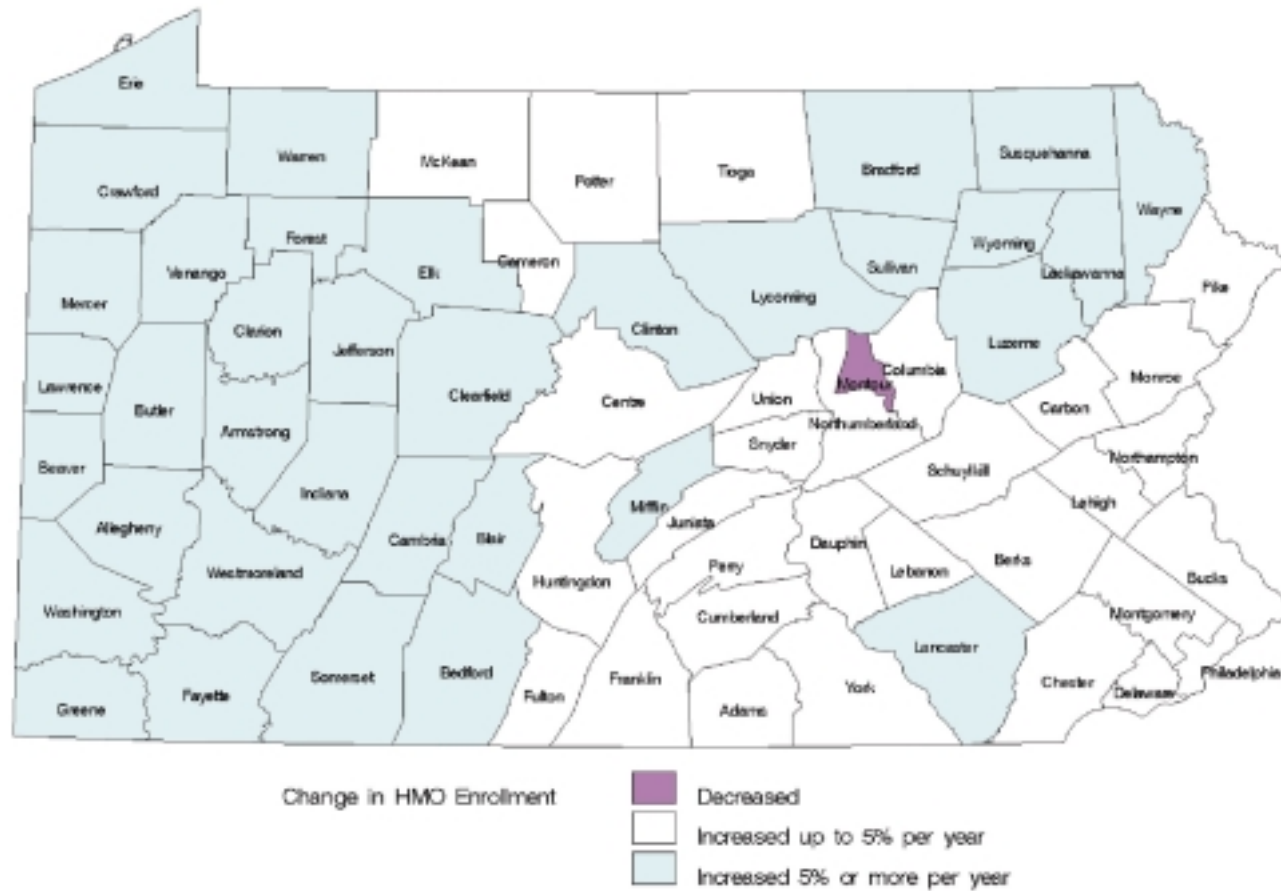 Erie
Warren
McKean
Potter
Tioga
Bradford
Susquehanna
Crawford
Wayne
Forest
Wyoming
Venango
Elk
Cameron
Sullivan
Lackawanna
Mercer
Pike
Lycoming
Clarion
Clinton
Jefferson
Luzerne
Lawrence
Columbia
Monroe
Montour
Clearfield
Centre
Union
Carbon
Butler
Armstrong
Northumberland
Snyder
Beaver
Northampton
Schuylkill
Indiana
Lehigh
Mifflin
Juniata
Allegheny
Cambria
Blair
Dauphin
Berks
Lebanon
Perry
Westmoreland
Huntingdon
Bucks
Washington
Cumberland
Montgomery
Lancaster
Bedford
Somerset
Franklin
Philadelphia
Fayette
Fulton
York
Chester
Delaware
Greene
Adams
Change in HMO Enrollment
Decreased
Increased up to 5% per year
Increased 5% or more per year